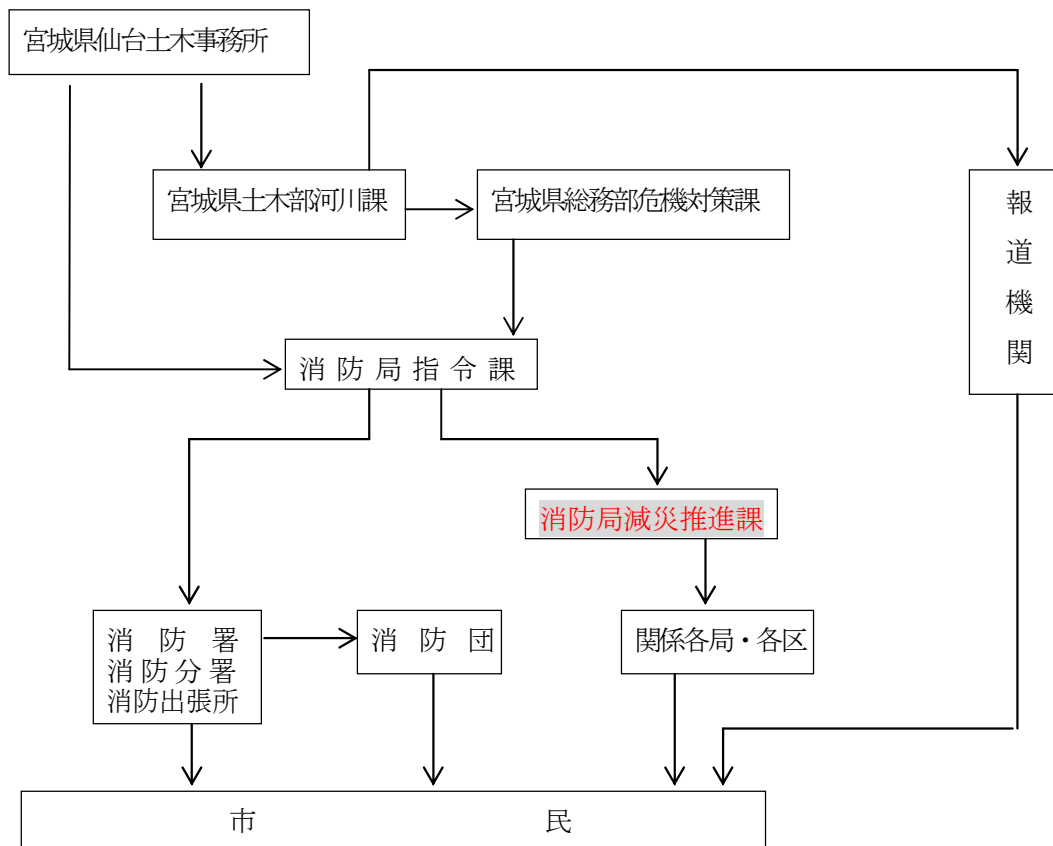 宮城県仙台土木事務所
宮城県土木部河川課
宮城県総務部危機対策課
報道機関
消防局指令課
消防局減災推進課
消防署
消防分署
消防出張所
消防団
関係各局・各区
市民